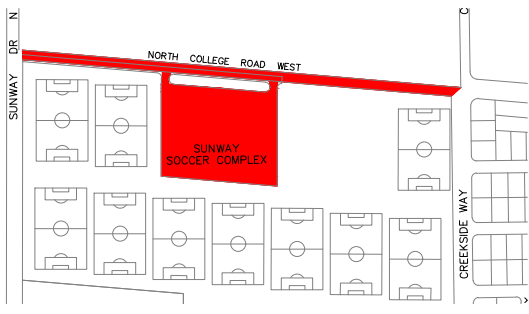 SUNWAY DR N
NORTH COLLEGE ROAD WEST
SUNWAY
SOCCER COMPLEX
CREEKSIDE WAY
C